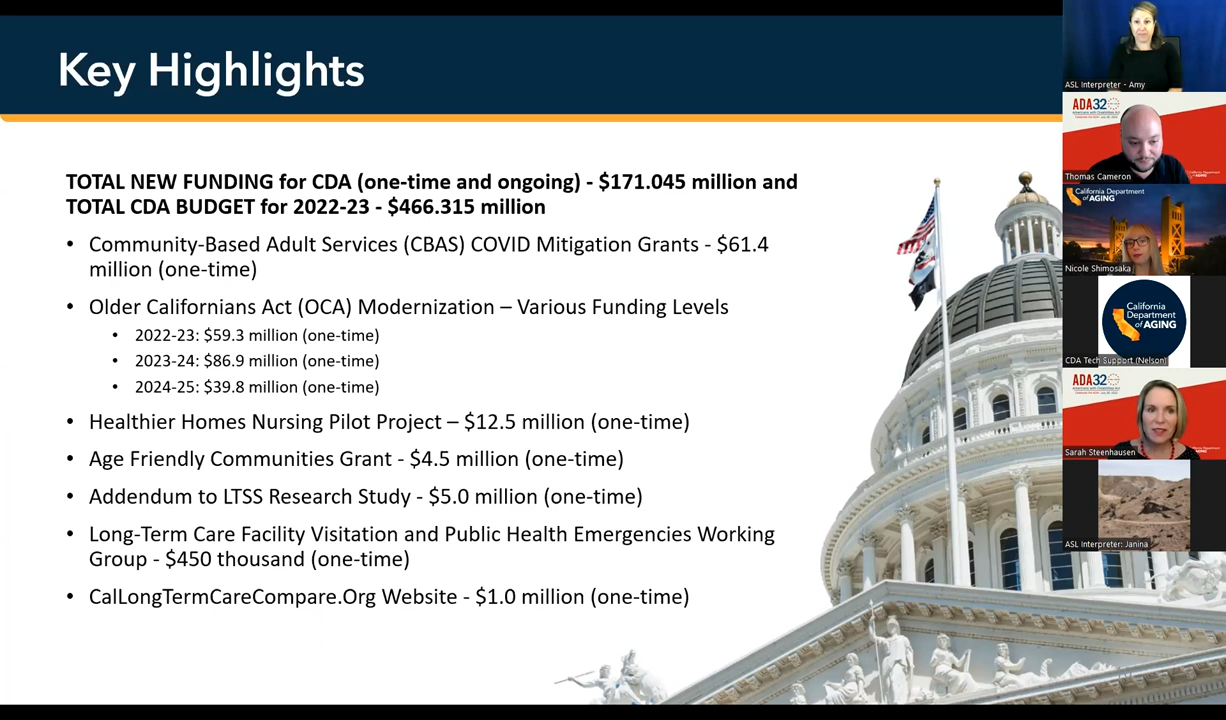 Key Highlights
TOTAL NEW FUNDING for CDA (one-time and ongoing) - $171.045 million and
TOTAL CDA BUDGET for 2022-23 - $466.315 million
• Community-Based Adult Services (CBAS) COVID Mitigation Grants - $61.4
million (one-time)
• Older Californians Act (OCA) Modernization – Various Funding Levels
• 2022-23: $59.3 million (one-time)
• 2023-24: $86.9 million (one-time)
• 2024-25: $39.8 million (one-time)
• Healthier Homes Nursing Pilot Project – $12.5 million (one-time)
• Age Friendly Communities Grant - $4.5 million (one-time)
• Addendum to LTSS Research Study - $5.0 million (one-time)
• Long-Term Care Facility Visitation and Public Health Emergencies Working
Group - $450 thousand (one-time)
• CalLongTermCareCompare.Org Website - $1.0 million (one-time)
ASL Interpreter - Amy
ADA32
Thomas Cameron
California Department
of AGING
Nicole Shimosaka
California
Department
of AGING
CDA Tech Support (Nelson)
ADA32
Sarah Steenhausen
ASL Interpreter: Janina